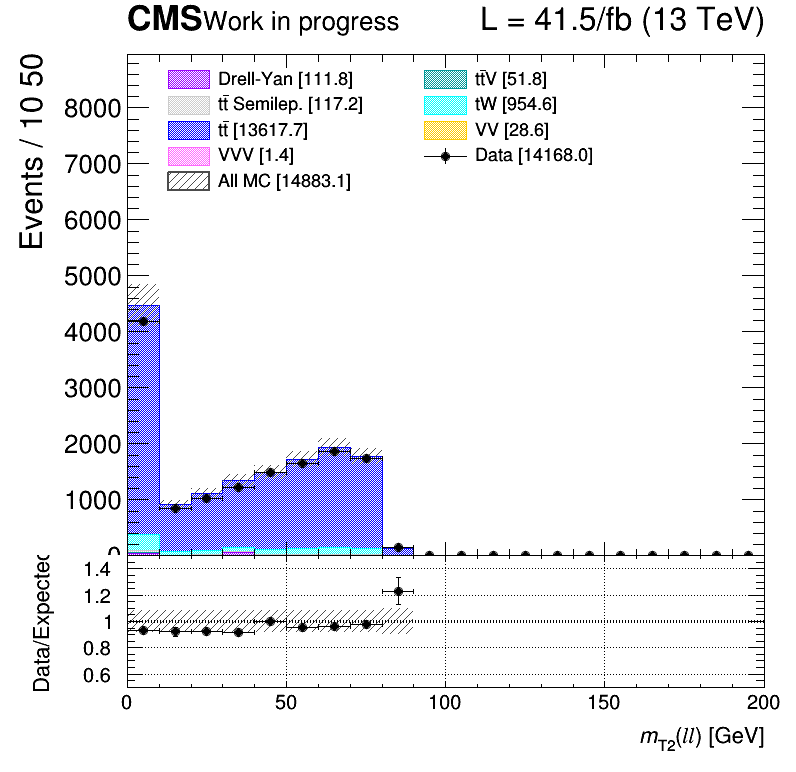 CMS Work in progress L = 41.5/fb (13 TeV)
Events / 10 50
8000
7000
6000
5000
4000
3000
2000
1000
0
Drell-Yan [111.8]
tt̄ Semilep. [117.2]
tt̄ [13617.7]
VVV [1.4]
All MC [14883.1]
tt̄V [51.8]
tW [954.6]
VV [28.6]
Data [14168.0]
Data/Expected
1.4
1.2
1
0.8
0.6
0 50 100 150 200
m_T2(ll) [GeV]